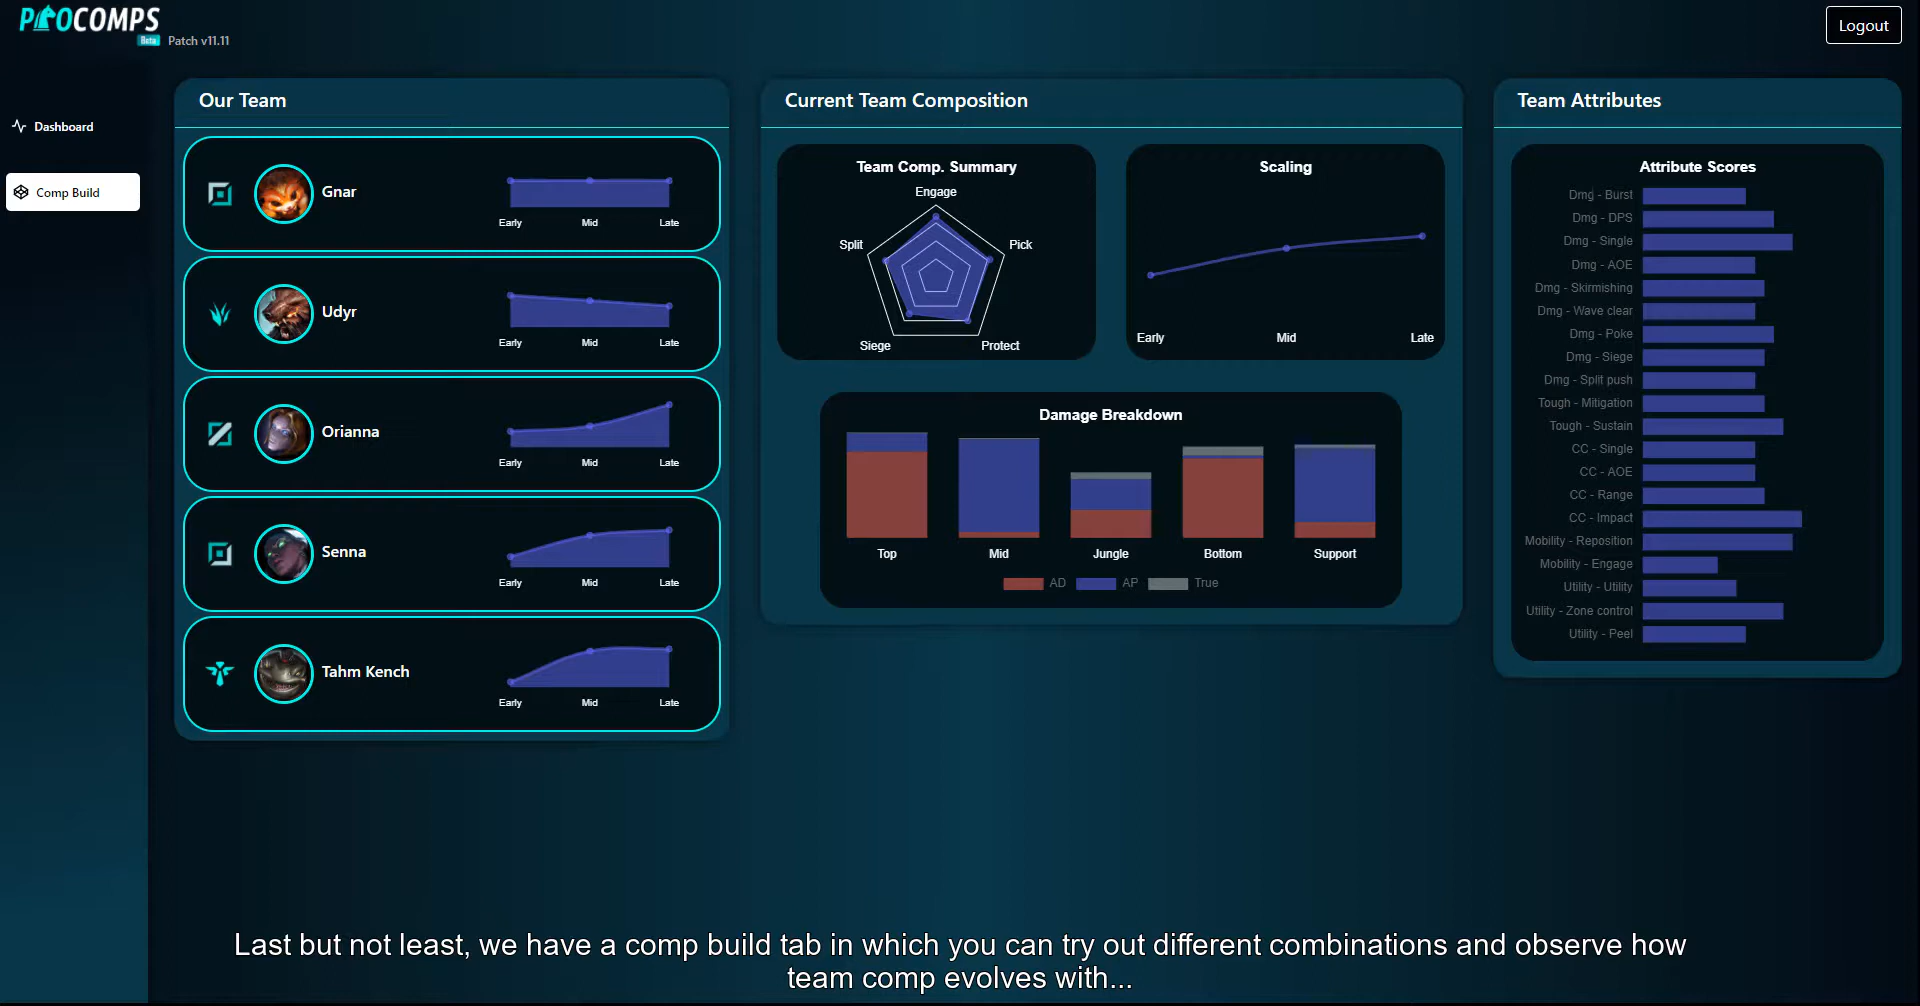 PROCOMPS
Beta Patch v11.11
Logout
Dashboard
Comp Build
Our Team
Gnar
Early Mid Late
Udyr
Early Mid Late
Orianna
Early Mid Late
Senna
Early Mid Late
Tahm Kench
Early Mid Late
Current Team Composition
Team Comp. Summary
Engage
Split
Pick
Siege
Protect
Scaling
Early Mid Late
Damage Breakdown
Top Mid Jungle Bottom Support
AD AP True
Team Attributes
Attribute Scores
Dmg - Burst
Dmg - DPS
Dmg - Single
Dmg - AOE
Dmg - Skirmishing
Dmg - Wave clear
Dmg - Poke
Dmg - Siege
Dmg - Split push
Tough - Mitigation
Tough - Sustain
CC - Single
CC - AOE
CC - Range
CC - Impact
Mobility - Reposition
Mobility - Engage
Utility - Utility
Utility - Zone control
Utility - Peel
Last but not least, we have a comp build tab in which you can try out different combinations and observe how
team comp evolves with...